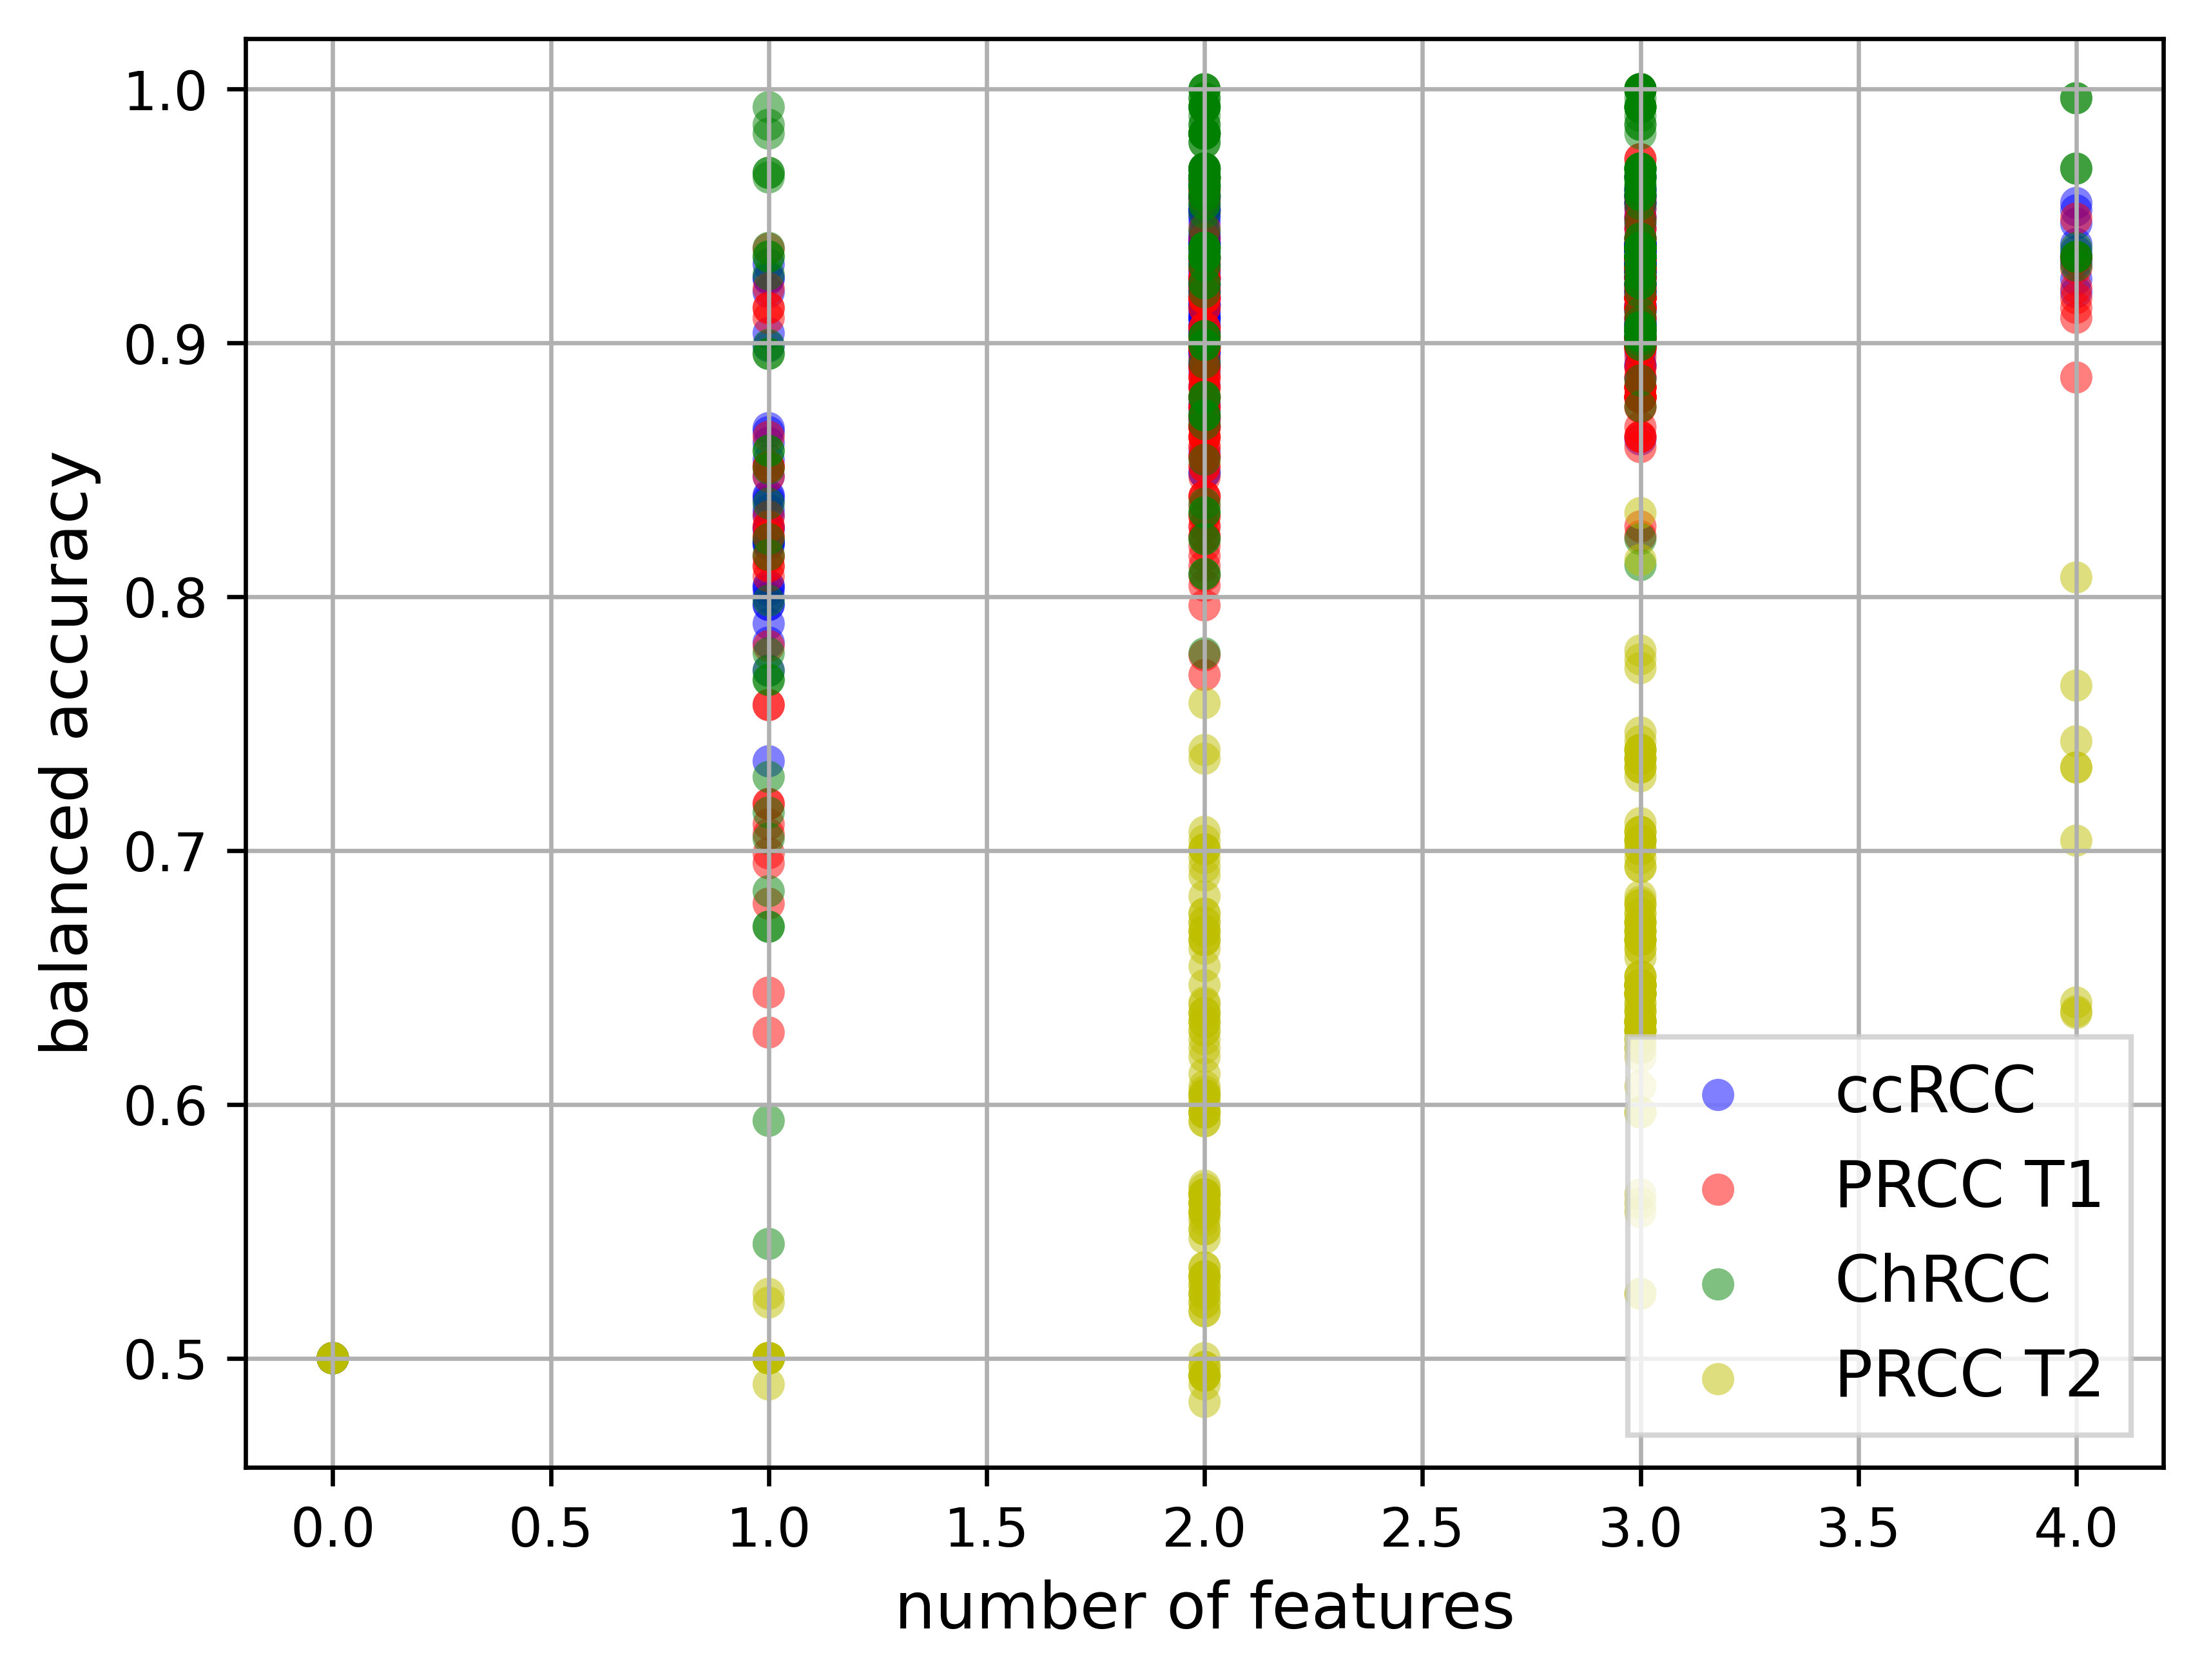 1.0
0.9
0.8
0.7
0.6
0.5
balanced accuracy
0.0 0.5 1.0 1.5 2.0 2.5 3.0 3.5 4.0
number of features
ccRCC
PRCC T1
ChRCC
PRCC T2